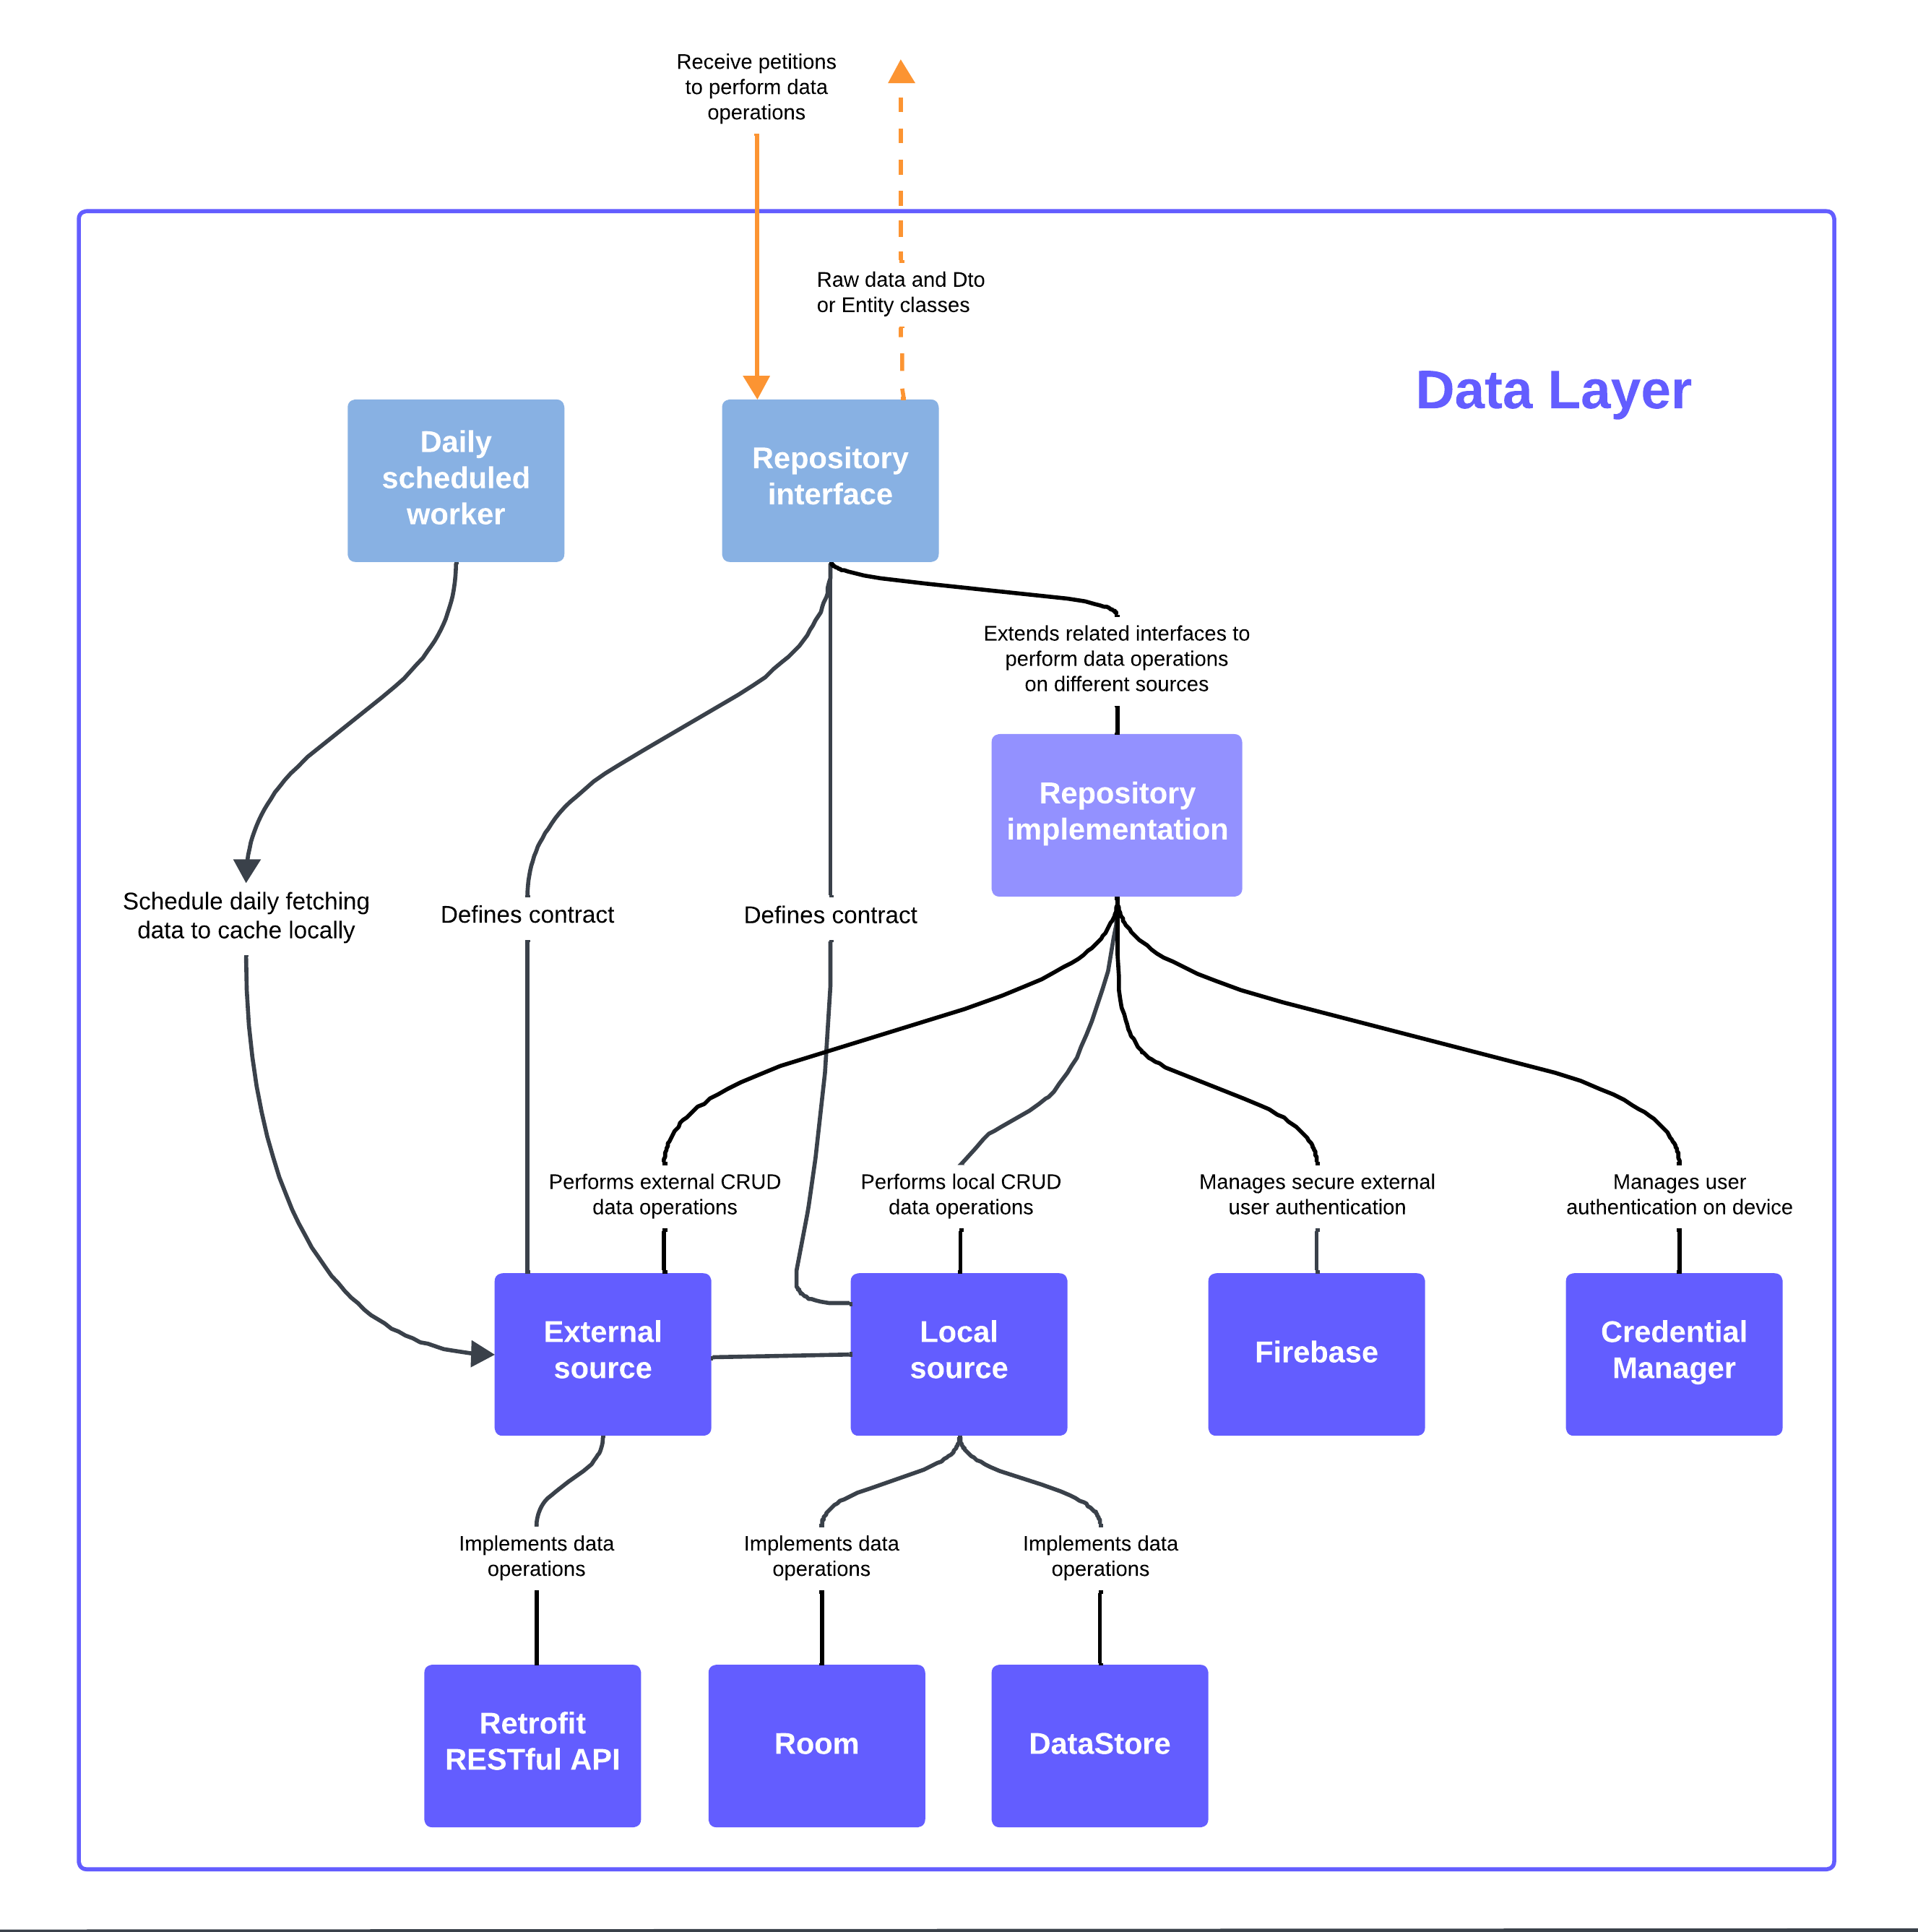 Receive petitions
to perform data
operations
Raw data and Dto
or Entity classes
Data Layer
Daily
scheduled
worker
Repository
interface
Extends related interfaces to
perform data operations
on different sources
Repository
implementation
Schedule daily fetching
data to cache locally
Defines contract
Defines contract
Performs external CRUD
data operations
Performs local CRUD
data operations
Manages secure external
user authentication
Manages user
authentication on device
External
source
Local
source
Firebase
Credential
Manager
Implements data
operations
Implements data
operations
Implements data
operations
Retrofit
RESTful API
Room
DataStore